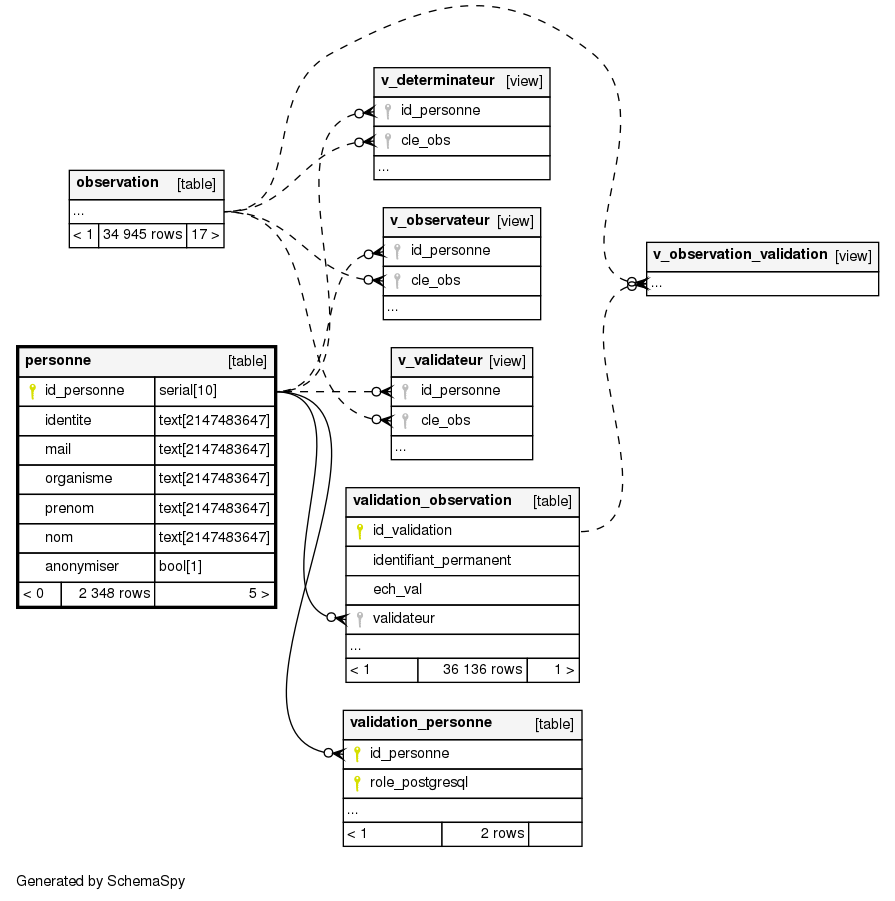 v_determinateur [view]
id_personne
cle_obs
...
observation [table]
...
< 1 34 945 rows 17 >
v_observateur [view]
id_personne
cle_obs
...
v_observation_validation [view]
...
personne [table]
id_personne serial[10]
identite text[2147483647]
mail text[2147483647]
organisme text[2147483647]
prenom text[2147483647]
nom text[2147483647]
anonymiser bool[1]
< 0 2 348 rows 5 >
v_validateur [view]
id_personne
cle_obs
...
validation_observation [table]
id_validation
identifiant_permanent
ech_val
validateur
...
< 1 36 136 rows 1 >
validation_personne [table]
id_personne
role_postgresql
...
< 1 2 rows
Generated by SchemaSpy